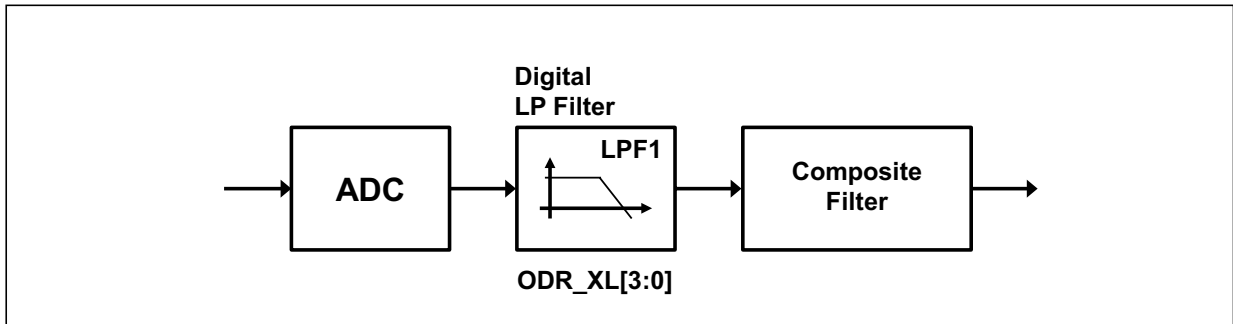 Digital
LP Filter
LPF1
ADC
Composite
Filter
ODR_XL[3:0]